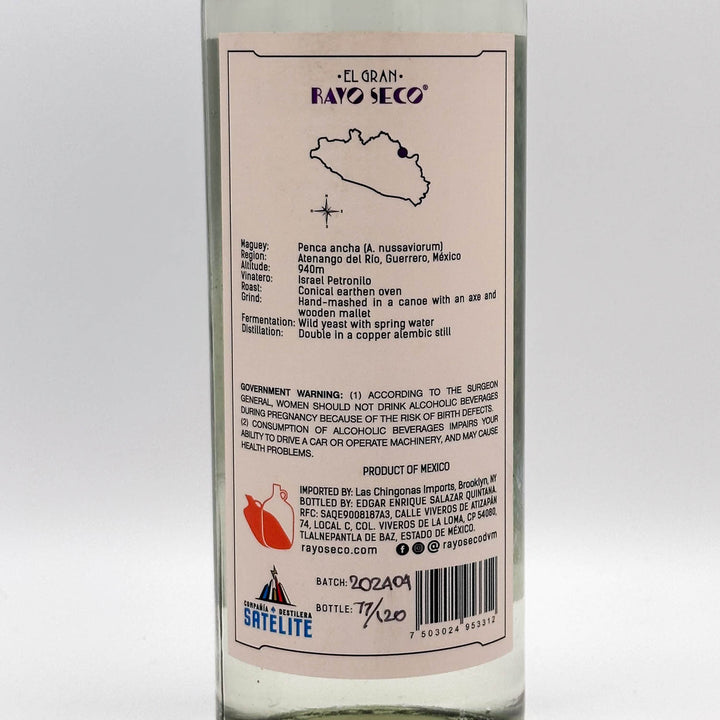 ·EL GRAN·
RAYO SECO®
Maguey: Penca ancha (A. nussaviorum)
Region: Atenango del Río, Guerrero, México
Altitude: 940m
Vinatero: Israel Petronilo
Roast: Conical earthen oven
Grind: Hand-mashed in a canoe with an axe and
wooden mallet
Fermentation: Wild yeast with spring water
Distillation: Double in a copper alembic still
GOVERNMENT WARNING: (1) ACCORDING TO THE SURGEON
GENERAL, WOMEN SHOULD NOT DRINK ALCOHOLIC BEVERAGES
DURING PREGNANCY BECAUSE OF THE RISK OF BIRTH DEFECTS.
(2) CONSUMPTION OF ALCOHOLIC BEVERAGES IMPAIRS YOUR
ABILITY TO DRIVE A CAR OR OPERATE MACHINERY, AND MAY CAUSE
HEALTH PROBLEMS.
PRODUCT OF MEXICO
IMPORTED BY: Las Chingonas Imports, Brooklyn, NY
BOTTLED BY: EDGAR ENRIQUE SALAZAR QUINTANA.
RFC: SAQE9008187A3, CALLE VIVEROS DE ATIZAPÁN
74, LOCAL C, COL. VIVEROS DE LA LOMA, CP 54080,
TLALNEPANTLA DE BAZ, ESTADO DE MÉXICO.
rayoseco.com @rayosecodvm
COMPAÑÍA DESTILERA
SATELITE
BATCH: 202409
BOTTLE: 77/120
7 503024 953312